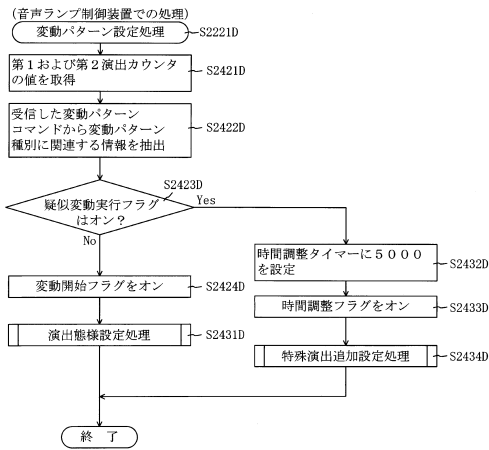 (音声ランプ制御装置での処理)
変動パターン設定処理
S2221D
第1および第2演出カウンタ
の値を取得
S2421D
受信した変動パターン
コマンドから変動パターン
種別に関連する情報を抽出
S2422D
S2423D
疑似変動実行フラグ
はオン?
Yes
No
時間調整タイマーに5000
を設定
S2432D
変動開始フラグをオン
S2424D
時間調整フラグをオン
S2433D
演出態様設定処理
S2431D
特殊演出追加設定処理
S2434D
終 了